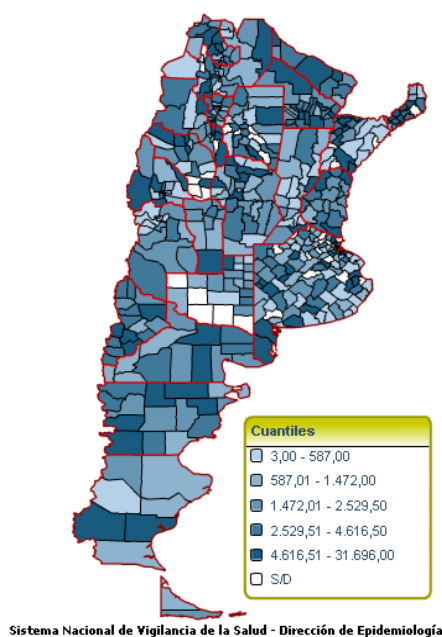 Cuantiles
3,00 - 587,00
587,01 - 1.472,00
1.472,01 - 2.529,50
2.529,51 - 4.616,50
4.616,51 - 31.696,00
S/D
Sistema Nacional de Vigilancia de la Salud - Dirección de Epidemiología